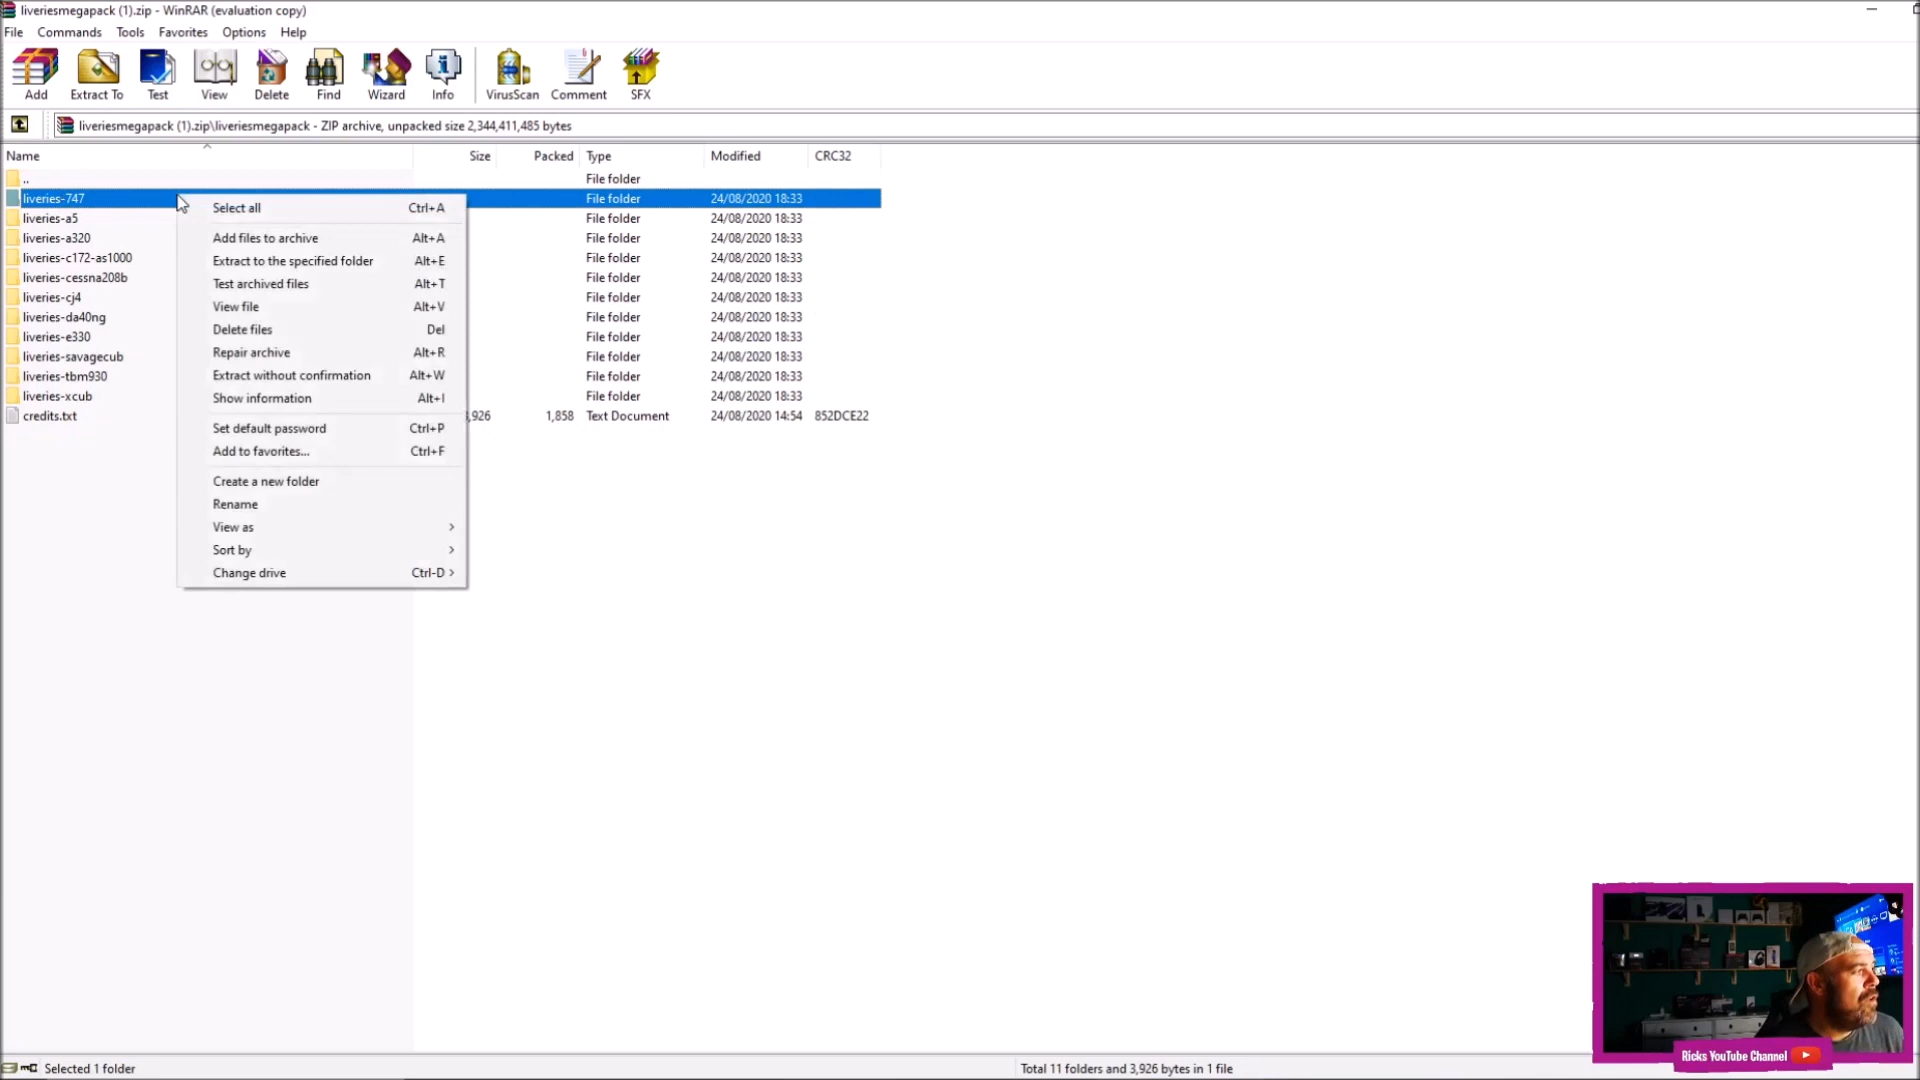 liveriesmegapack (1).zip - WinRAR (evaluation copy)
File Commands Tools Favorites Options Help
Add Extract To Test View Delete Find Wizard Info VirusScan Comment SFX
liveriesmegapack (1).zip\liveriesmegapack - ZIP archive, unpacked size 2,344,411,485 bytes
Name Size Packed Type Modified CRC32
.. File folder
liveries-747 File folder 24/08/2020 18:33
liveries-a5 File folder 24/08/2020 18:33
liveries-a320 File folder 24/08/2020 18:33
liveries-c172-as1000 File folder 24/08/2020 18:33
liveries-cessna208b File folder 24/08/2020 18:33
liveries-cj4 File folder 24/08/2020 18:33
liveries-da40ng File folder 24/08/2020 18:33
liveries-e330 File folder 24/08/2020 18:33
liveries-savagecub File folder 24/08/2020 18:33
liveries-tbm930 File folder 24/08/2020 18:33
liveries-xcub File folder 24/08/2020 18:33
credits.txt ,926 1,858 Text Document 24/08/2020 14:54 852DCE22
Select all Ctrl+A
Add files to archive Alt+A
Extract to the specified folder Alt+E
Test archived files Alt+T
View file Alt+V
Delete files Del
Repair archive Alt+R
Extract without confirmation Alt+W
Show information Alt+I
Set default password Ctrl+P
Add to favorites... Ctrl+F
Create a new folder
Rename
View as >
Sort by >
Change drive Ctrl-D >
Ricks YouTube Channel
Selected 1 folder Total 11 folders and 3,926 bytes in 1 file